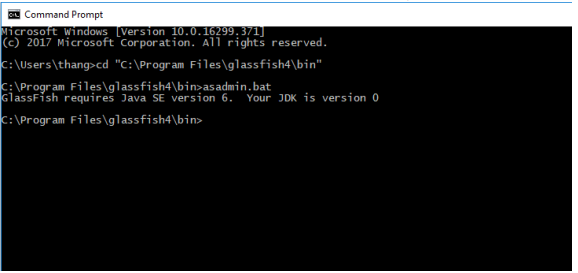 Command Prompt
Microsoft Windows [Version 10.0.16299.371]
(c) 2017 Microsoft Corporation. All rights reserved.
C:\Users\thang>cd "C:\Program Files\glassfish4\bin"
C:\Program Files\glassfish4\bin>asadmin.bat
GlassFish requires Java SE version 6.  Your JDK is version 0
C:\Program Files\glassfish4\bin>